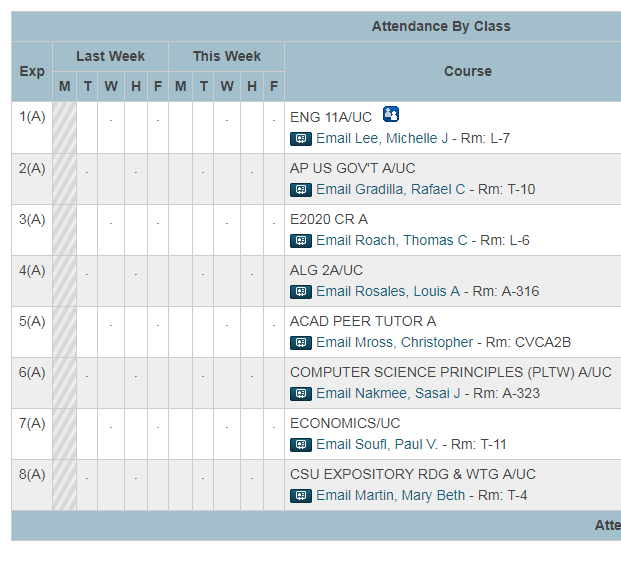 Attendance By Class
Exp Last Week This Week Course
M T W H F M T W H F
1(A) . . . . ENG 11A/UC
Email Lee, Michelle J - Rm: L-7
2(A) . . . . AP US GOV'T A/UC
Email Gradilla, Rafael C - Rm: T-10
3(A) . . . . E2020 CR A
Email Roach, Thomas C - Rm: L-6
4(A) . . . . ALG 2A/UC
Email Rosales, Louis A - Rm: A-316
5(A) . . . . ACAD PEER TUTOR A
Email Mross, Christopher - Rm: CVCA2B
6(A) . . . . COMPUTER SCIENCE PRINCIPLES (PLTW) A/UC
Email Nakmee, Sasai J - Rm: A-323
7(A) . . . . ECONOMICS/UC
Email Soufl, Paul V. - Rm: T-11
8(A) . . . . CSU EXPOSITORY RDG & WTG A/UC
Email Martin, Mary Beth - Rm: T-4
Atte